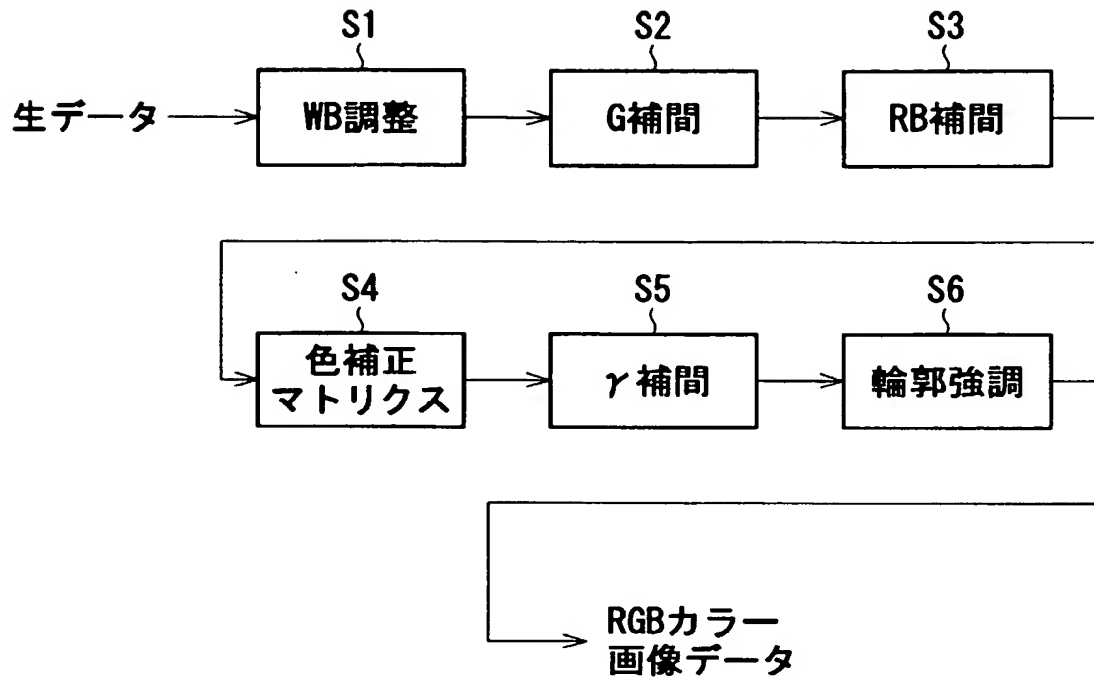 S1
S2
S3
生データ
WB調整
G補間
RB補間
S4
S5
S6
色補正
マトリクス
γ補間
輪郭強調
RGBカラー
画像データ